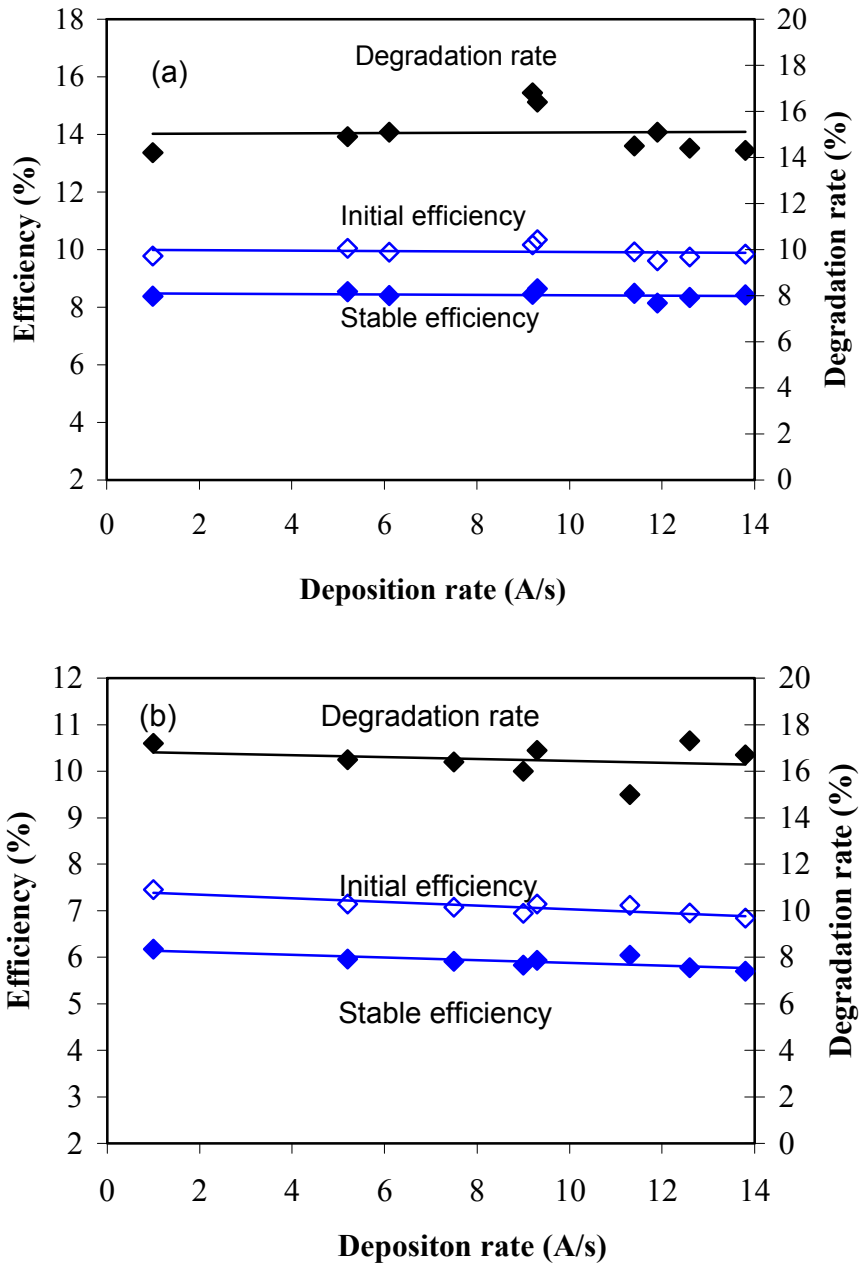 18
16
14
12
10
8
6
4
2
Efficiency (%)
(a)
Degradation rate
Initial efficiency
Stable efficiency
20
18
16
14
12
10
8
6
4
2
0
Degradation rate (%)
0 2 4 6 8 10 12 14
Deposition rate (A/s)
12
11
10
9
8
7
6
5
4
3
2
Efficiency (%)
(b)
Degradation rate
Initial efficiency
Stable efficiency
20
18
16
14
12
10
8
6
4
2
0
Degradation rate (%)
0 2 4 6 8 10 12 14
Depositon rate (A/s)